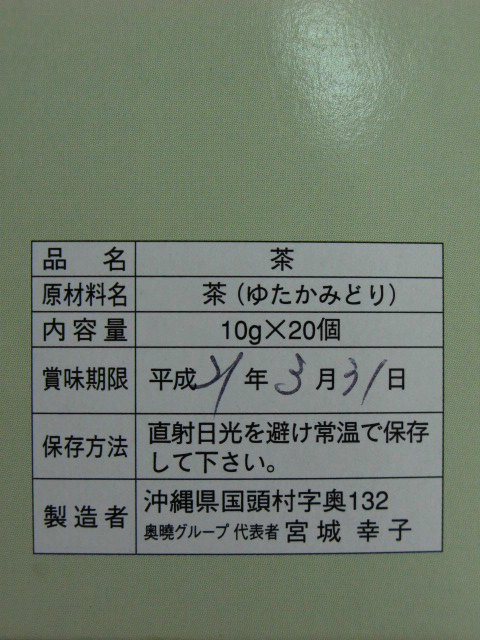 品名 茶
原材料名 茶(ゆたかみどり)
内容量 10g×20個
賞味期限 平成21年3月31日
保存方法 直射日光を避け常温で保存
して下さい。
製造者 沖縄県国頭村字奥132
奥曉グループ 代表者 宮城 幸子